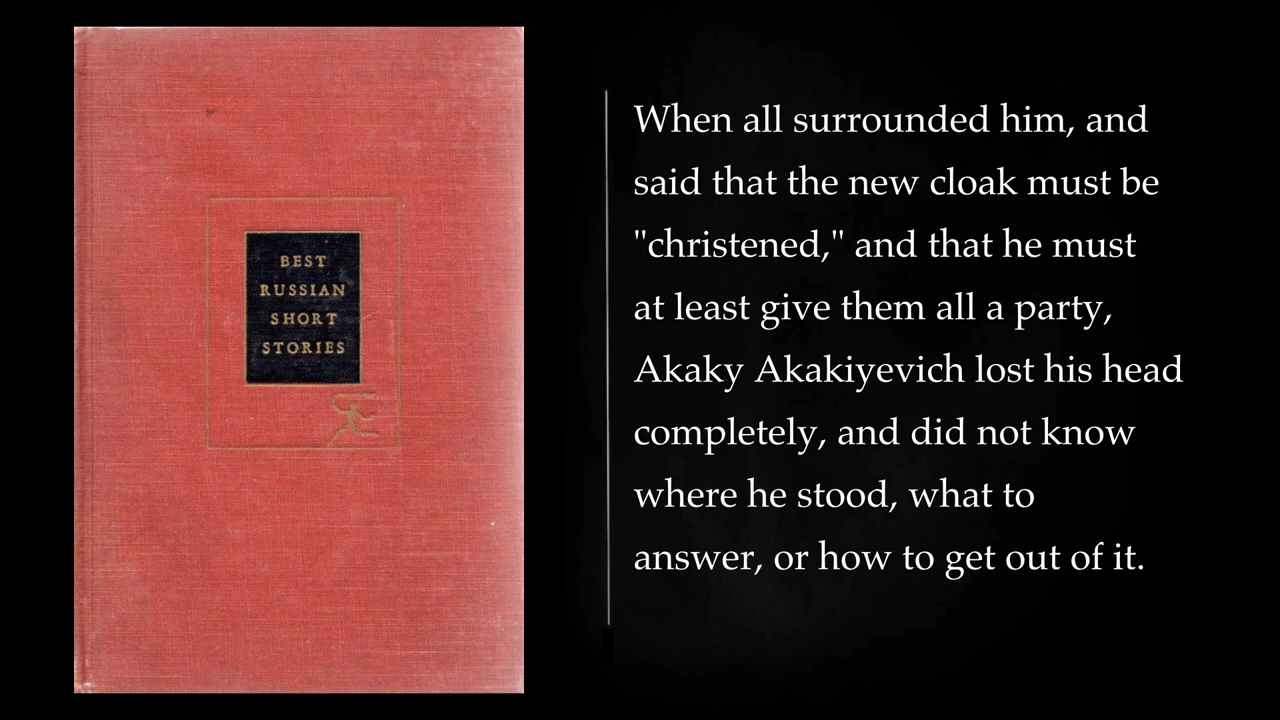 BEST
RUSSIAN
SHORT
STORIES
When all surrounded him, and
said that the new cloak must be
"christened," and that he must
at least give them all a party,
Akaky Akakiyevich lost his head
completely, and did not know
where he stood, what to
answer, or how to get out of it.